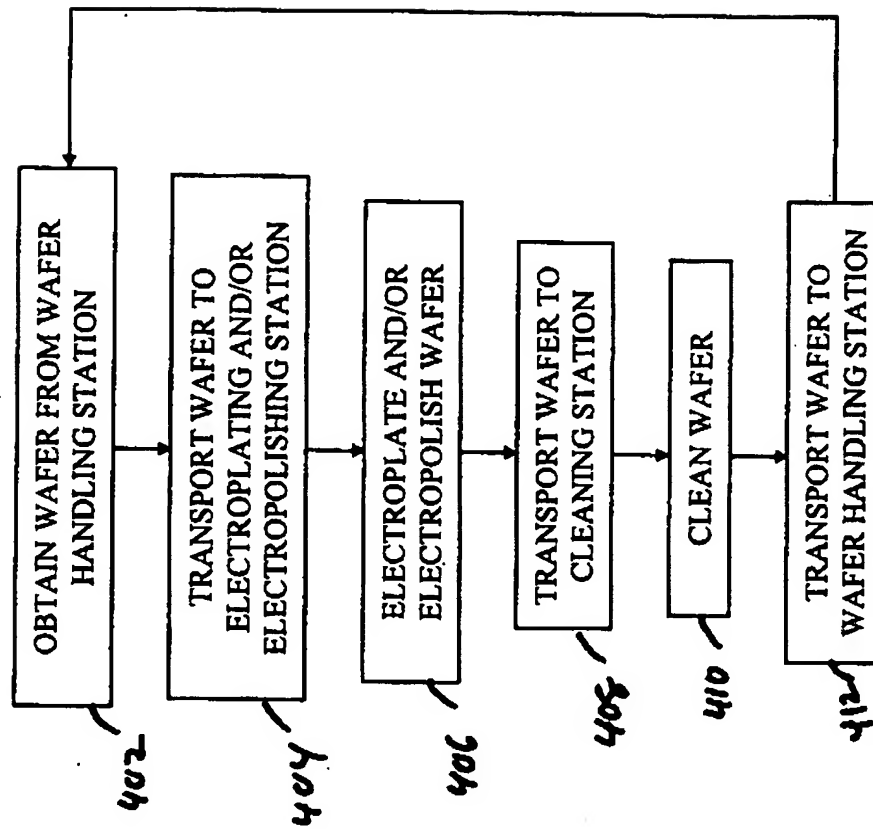 OBTAIN WAFER FROM WAFER
HANDLING STATION
402
TRANSPORT WAFER TO
ELECTROPLATING AND/OR
ELECTROPOLISHING STATION
404
ELECTROPLATE AND/OR
ELECTROPOLISH WAFER
406
TRANSPORT WAFER TO
CLEANING STATION
408
CLEAN WAFER
410
TRANSPORT WAFER TO
WAFER HANDLING STATION
412